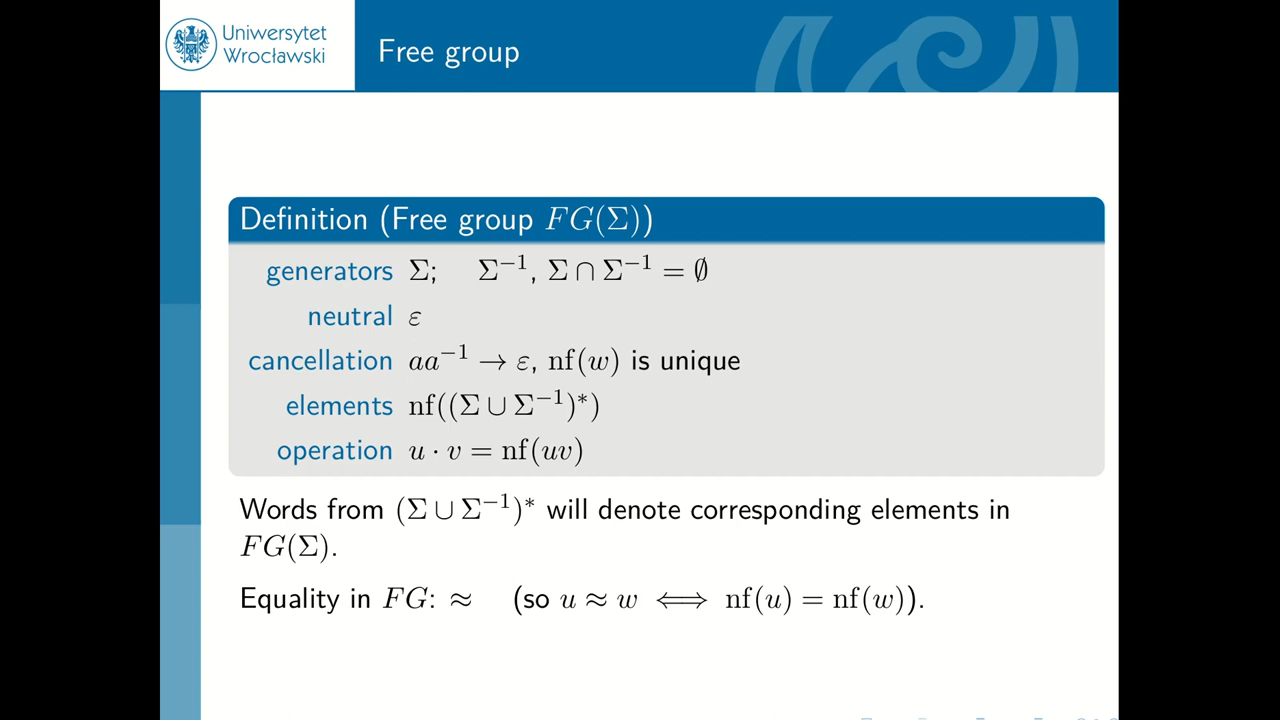 Uniwersytet
Wrocławski
Free group
Definition (Free group FG(Σ))
generators Σ; Σ⁻¹, Σ ∩ Σ⁻¹ = ∅
neutral ε
cancellation aa⁻¹ → ε, nf(w) is unique
elements nf((Σ ∪ Σ⁻¹)*)
operation u · v = nf(uv)
Words from (Σ ∪ Σ⁻¹)* will denote corresponding elements in
FG(Σ).
Equality in FG: ≈ (so u ≈ w ⟺ nf(u) = nf(w)).